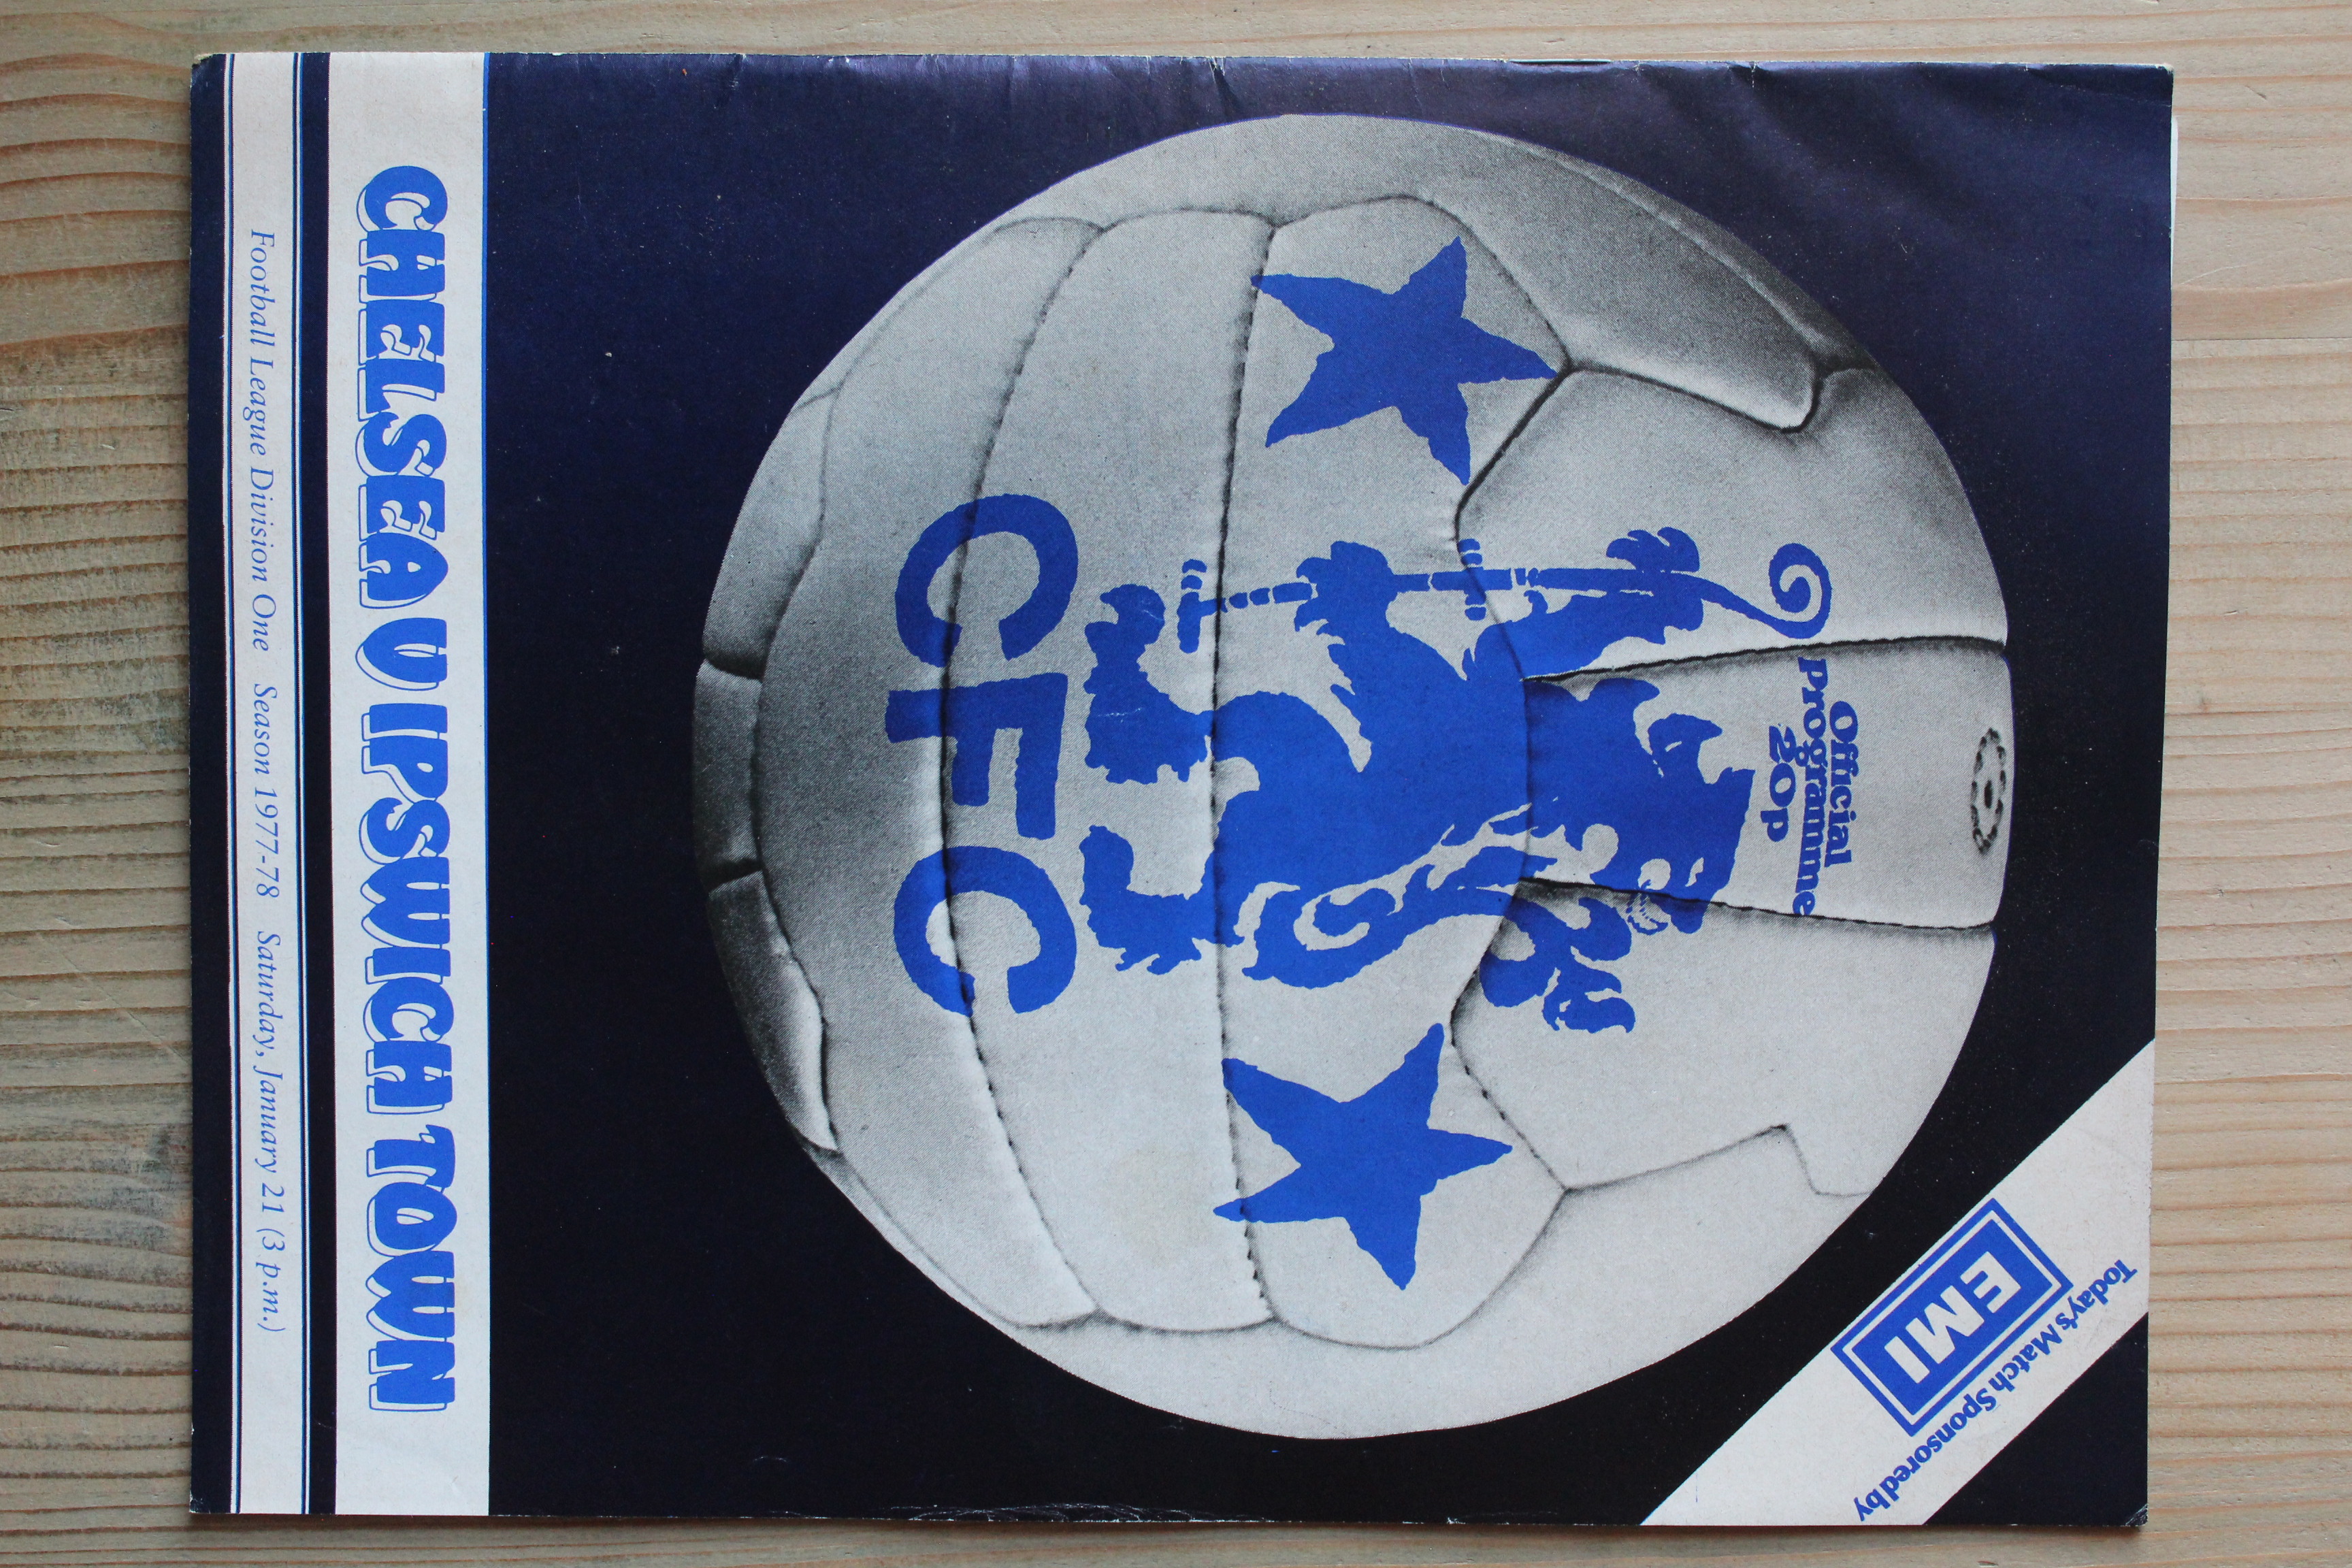 Today's Match Sponsored by
EMI
Official
Programme
20p
CFC
CHELSEA V IPSWICH TOWN
Football League Division One Season 1977-78 Saturday, January 21 (3 p.m.)